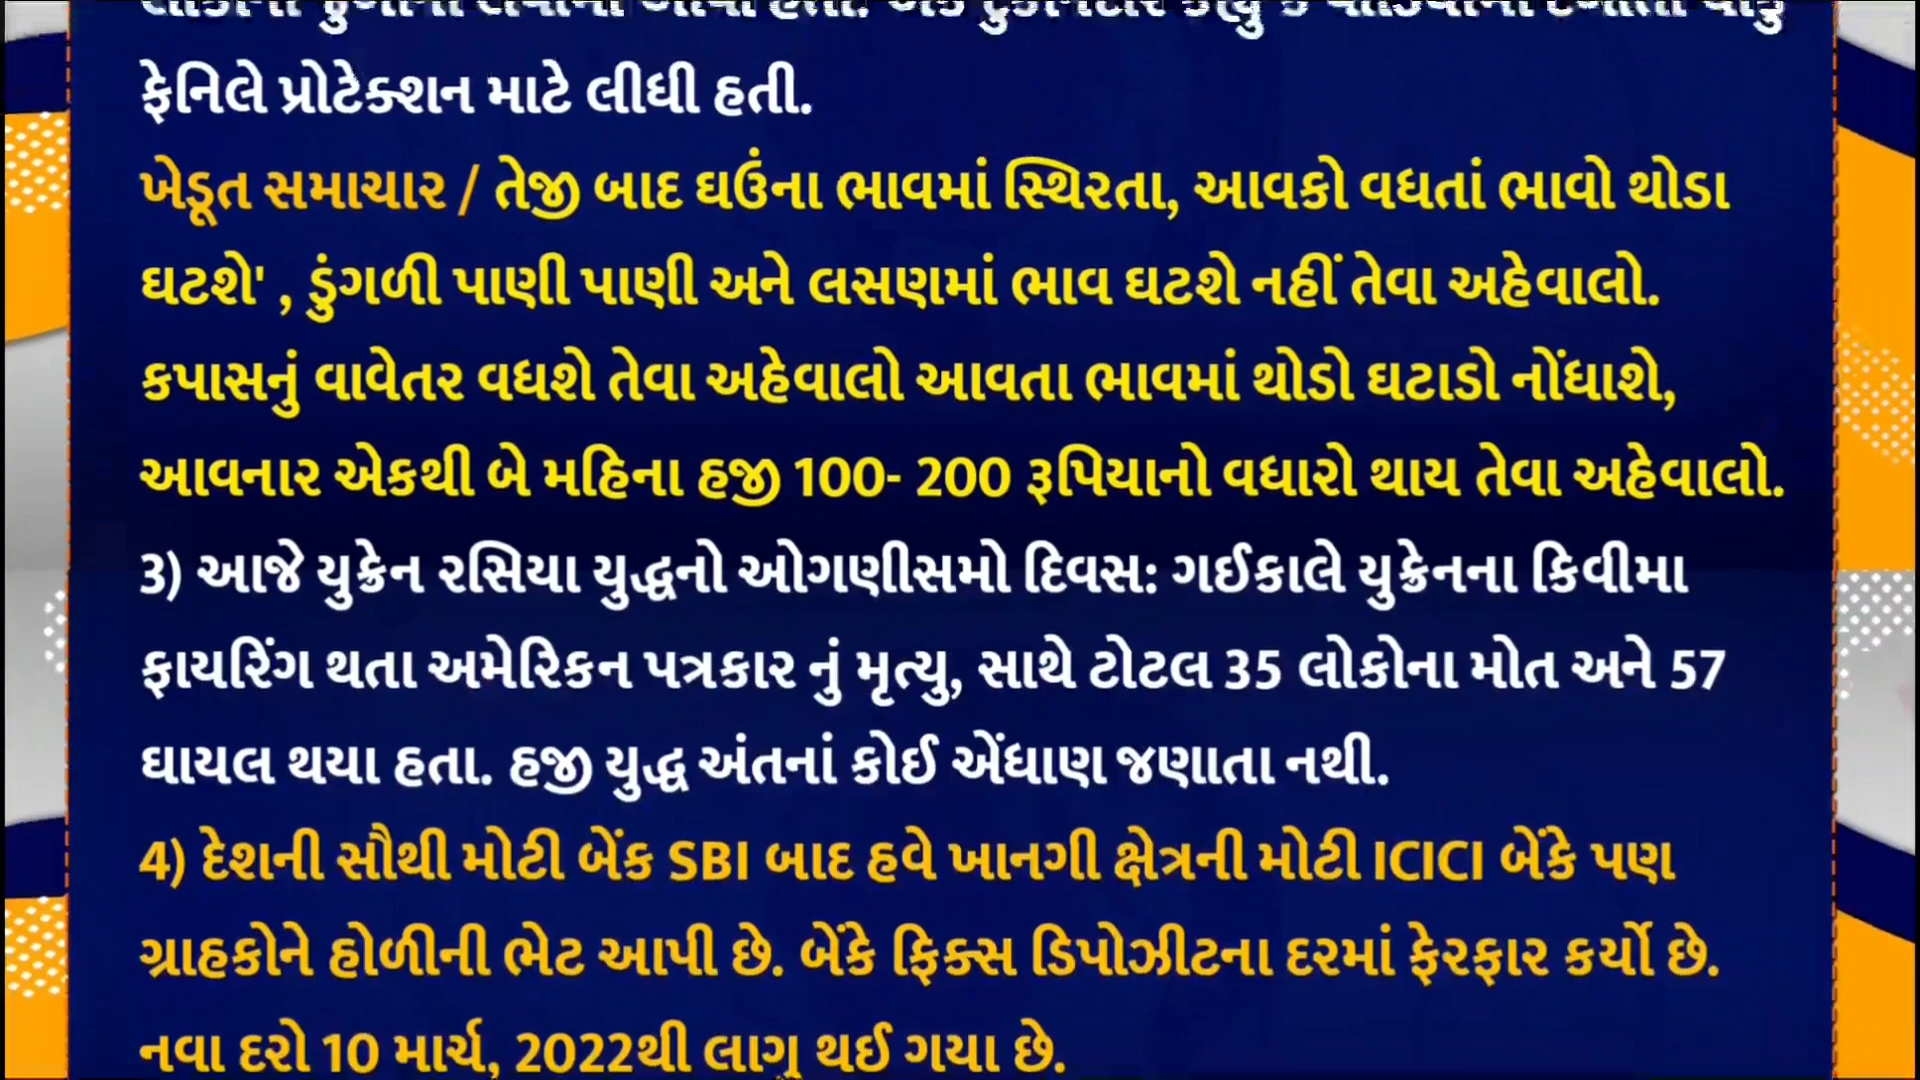 ફેનિલે પ્રોટેક્શન માટે લીધી હતી.
ખેડૂત સમાચાર / તેજી બાદ ઘઉંના ભાવમાં સ્થિરતા, આવકો વધતાં ભાવો થોડા
ઘટશે' , ડુંગળી પાણી પાણી અને લસણમાં ભાવ ઘટશે નહીં તેવા અહેવાલો.
કપાસનું વાવેતર વધશે તેવા અહેવાલો આવતા ભાવમાં થોડો ઘટાડો નોંધાશે,
આવનાર એકથી બે મહિના હજી 100- 200 રૂપિયાનો વધારો થાય તેવા અહેવાલો.
3) આજે યુક્રેન રસિયા યુદ્ધનો ઓગણીસમો દિવસ: ગઈકાલે યુક્રેનના કિવીમા
ફાયરિંગ થતા અમેરિકન પત્રકાર નું મૃત્યુ, સાથે ટોટલ 35 લોકોના મોત અને 57
ઘાયલ થયા હતા. હજી યુદ્ધ અંતનાં કોઈ એંધાણ જણાતા નથી.
4) દેશની સૌથી મોટી બેંક SBI બાદ હવે ખાનગી ક્ષેત્રની મોટી ICICI બેંકે પણ
ગ્રાહકોને હોળીની ભેટ આપી છે. બેંકે ફિક્સ ડિપોઝીટના દરમાં ફેરફાર કર્યો છે.
નવા દરો 10 માર્ચ, 2022થી લાગુ થઈ ગયા છે.